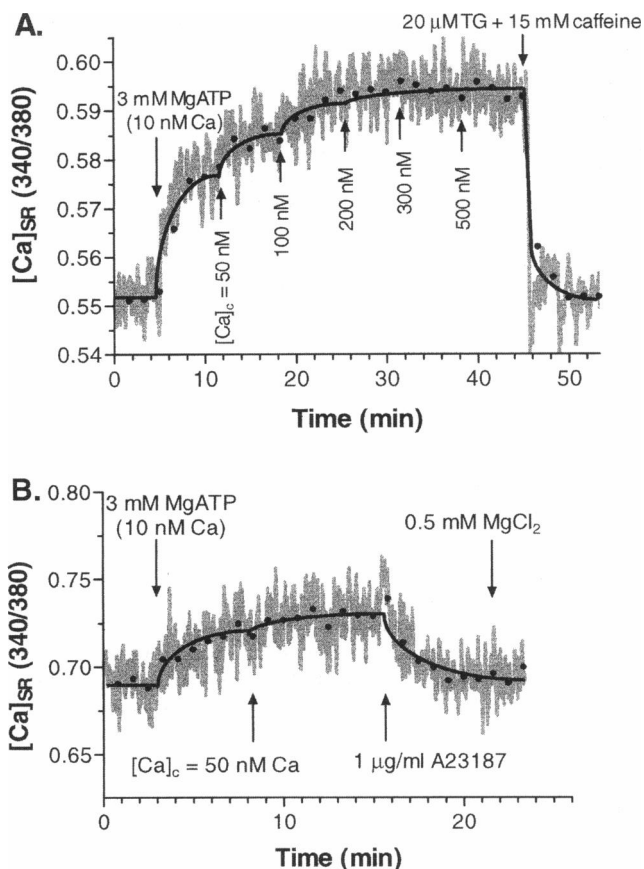 A.
20 μM TG + 15 mM caffeine
0.60
3 mM MgATP
(10 nM Ca)
0.59
0.58
0.57
0.56
0.55
0.54
[Ca]SR (340/380)
[Ca]c = 50 nM
100 nM
200 nM
300 nM
500 nM
0 10 20 30 40 50
Time (min)
B.
0.80
3 mM MgATP
(10 nM Ca)
0.5 mM MgCl2
0.75
0.70
0.65
[Ca]SR (340/380)
[Ca]c = 50 nM Ca
1 μg/ml A23187
0 10 20
Time (min)